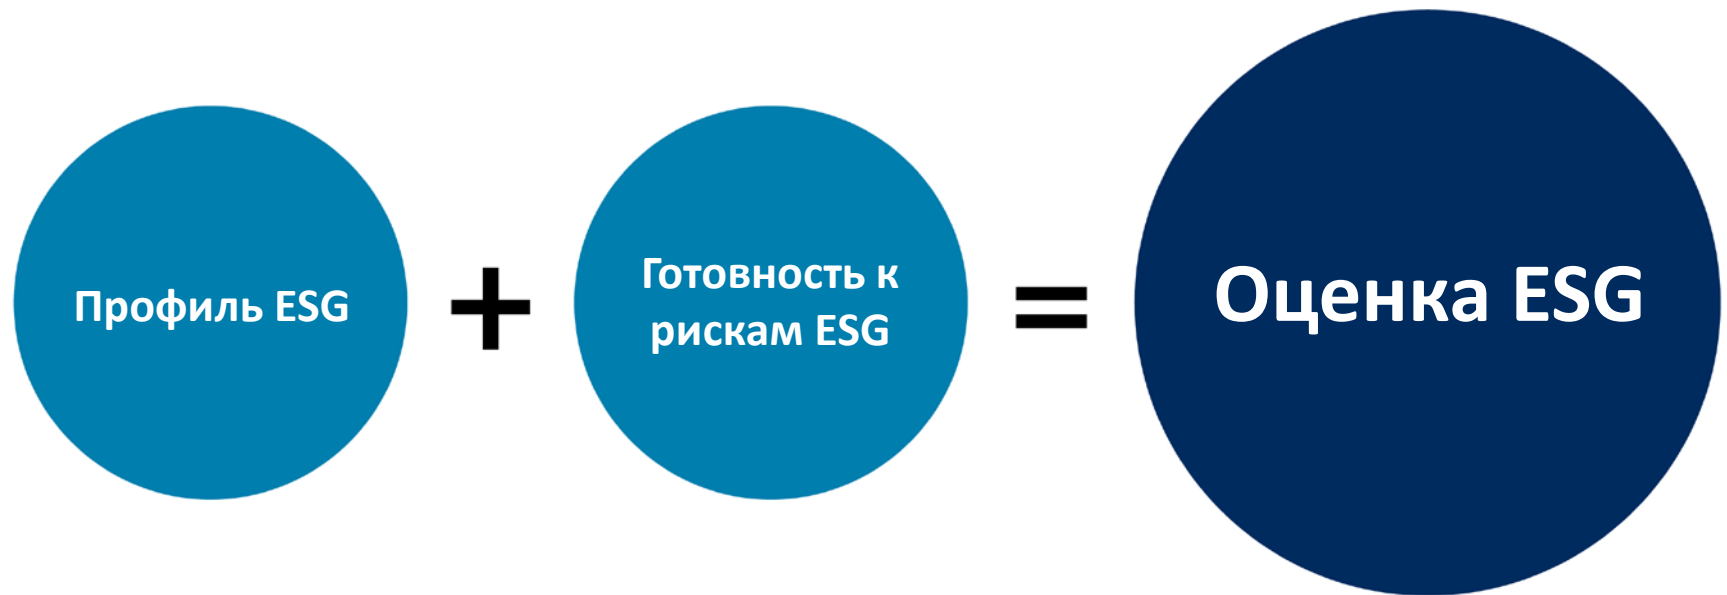 Профиль ESG
+
Готовность к
рискам ESG
=
Оценка ESG